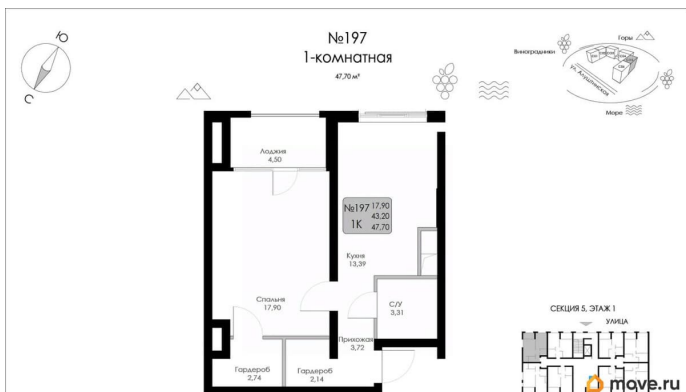 №197
1-комнатная
47,70 м²
Ю
С
Горы
Виноградники
ул. Алуштинская
Море
Лоджия
4,50
№197 17,90
43,20
1К 47,70
Кухня
13,39
Спальня
17,90
С/У
3,31
Прихожая
3,72
Гардероб
2,74
Гардероб
2,14
СЕКЦИЯ 5, ЭТАЖ 1
УЛИЦА
move.ru